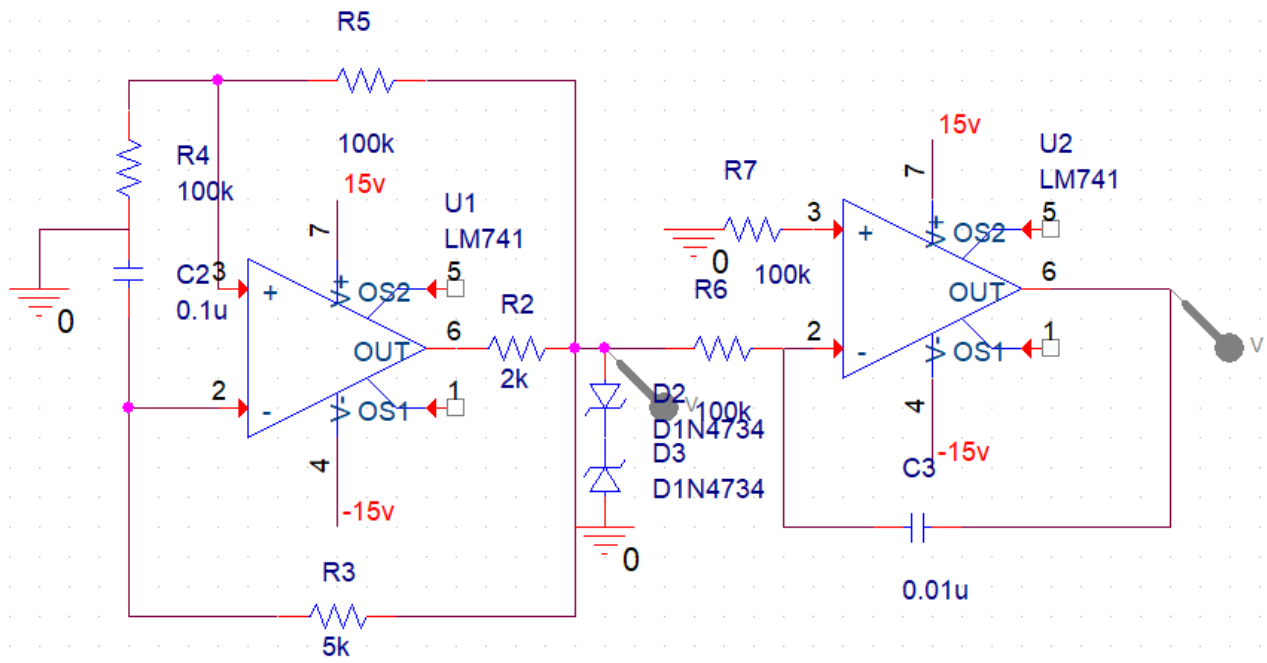 R5
100k
R4
100k
15v
7
U1
LM741
V+
OS2
5
C2
0.1u
3
+
0
OUT
6
R2
2k
2
-
V-
OS1
1
4
-15v
R3
5k
15v
7
U2
LM741
R7
100k
3
+
V+
OS2
5
0
R6
100k
OUT
6
2
-
V-
OS1
1
4
-15v
V
V
D2
D1N4734
D3
D1N4734
0
C3
0.01u